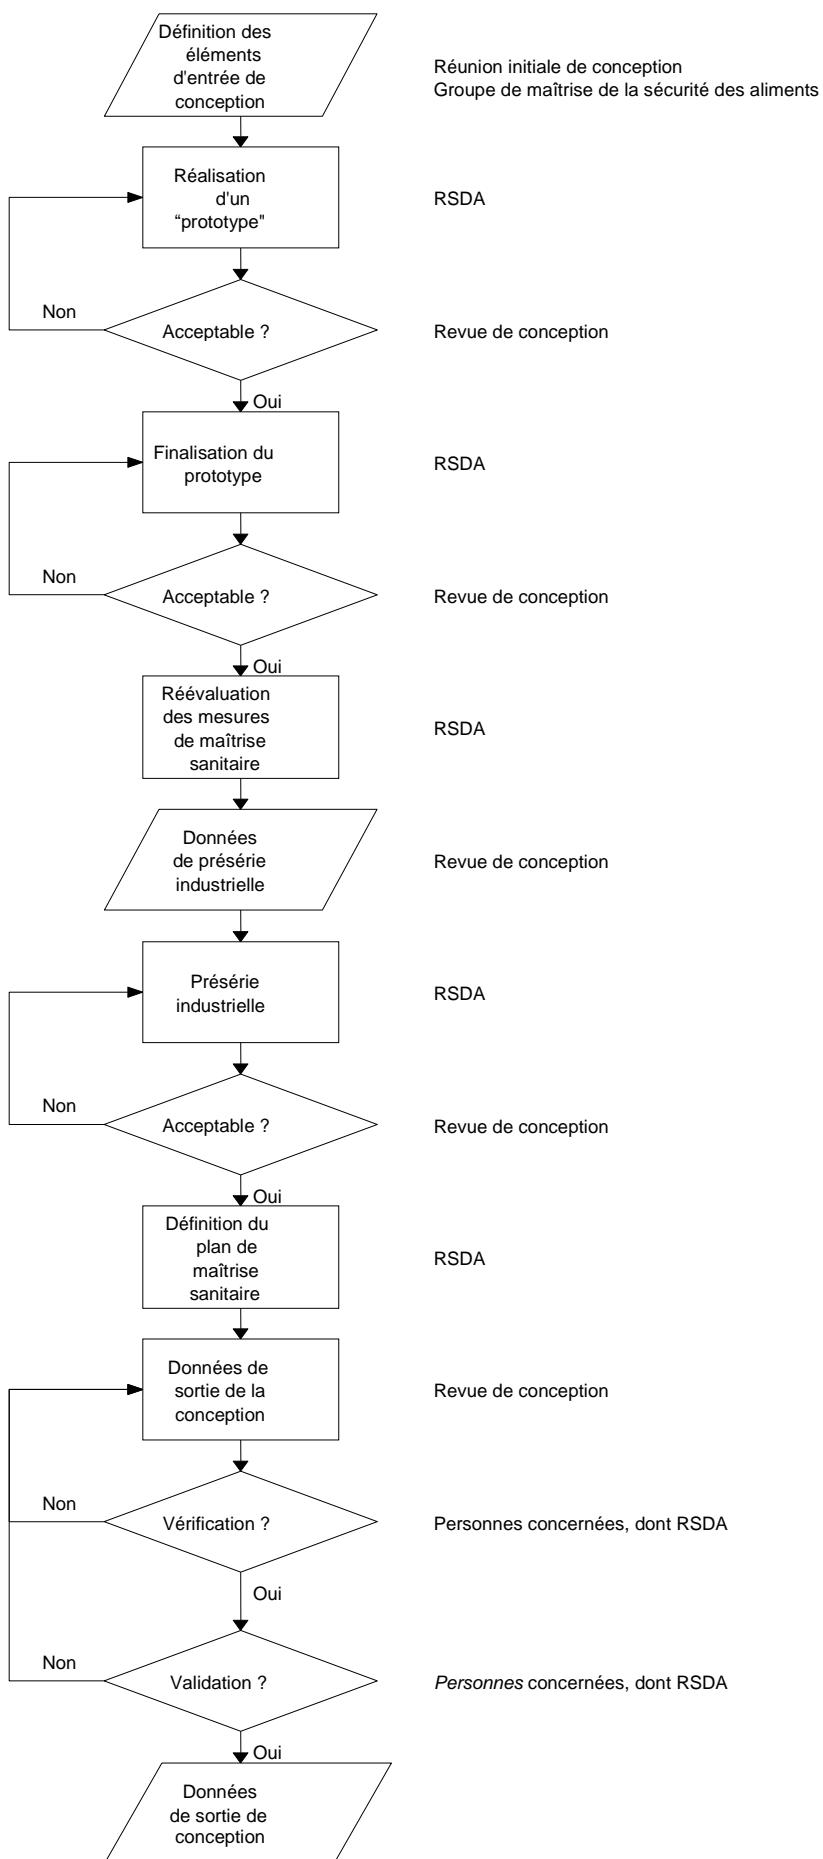 Définition des
éléments
d'entrée de
conception
Réunion initiale de conception
Groupe de maîtrise de la sécurité des aliments
Réalisation
d'un
“prototype"
RSDA
Non
Acceptable ?
Revue de conception
Oui
Finalisation du
prototype
RSDA
Non
Acceptable ?
Revue de conception
Oui
Réévaluation
des mesures
de maîtrise
sanitaire
RSDA
Données
de présérie
industrielle
Revue de conception
Présérie
industrielle
RSDA
Non
Acceptable ?
Revue de conception
Oui
Définition du
plan de
maîtrise
sanitaire
RSDA
Données de
sortie de la
conception
Revue de conception
Non
Vérification ?
Personnes concernées, dont RSDA
Oui
Non
Validation ?
Personnes concernées, dont RSDA
Oui
Données
de sortie de
conception